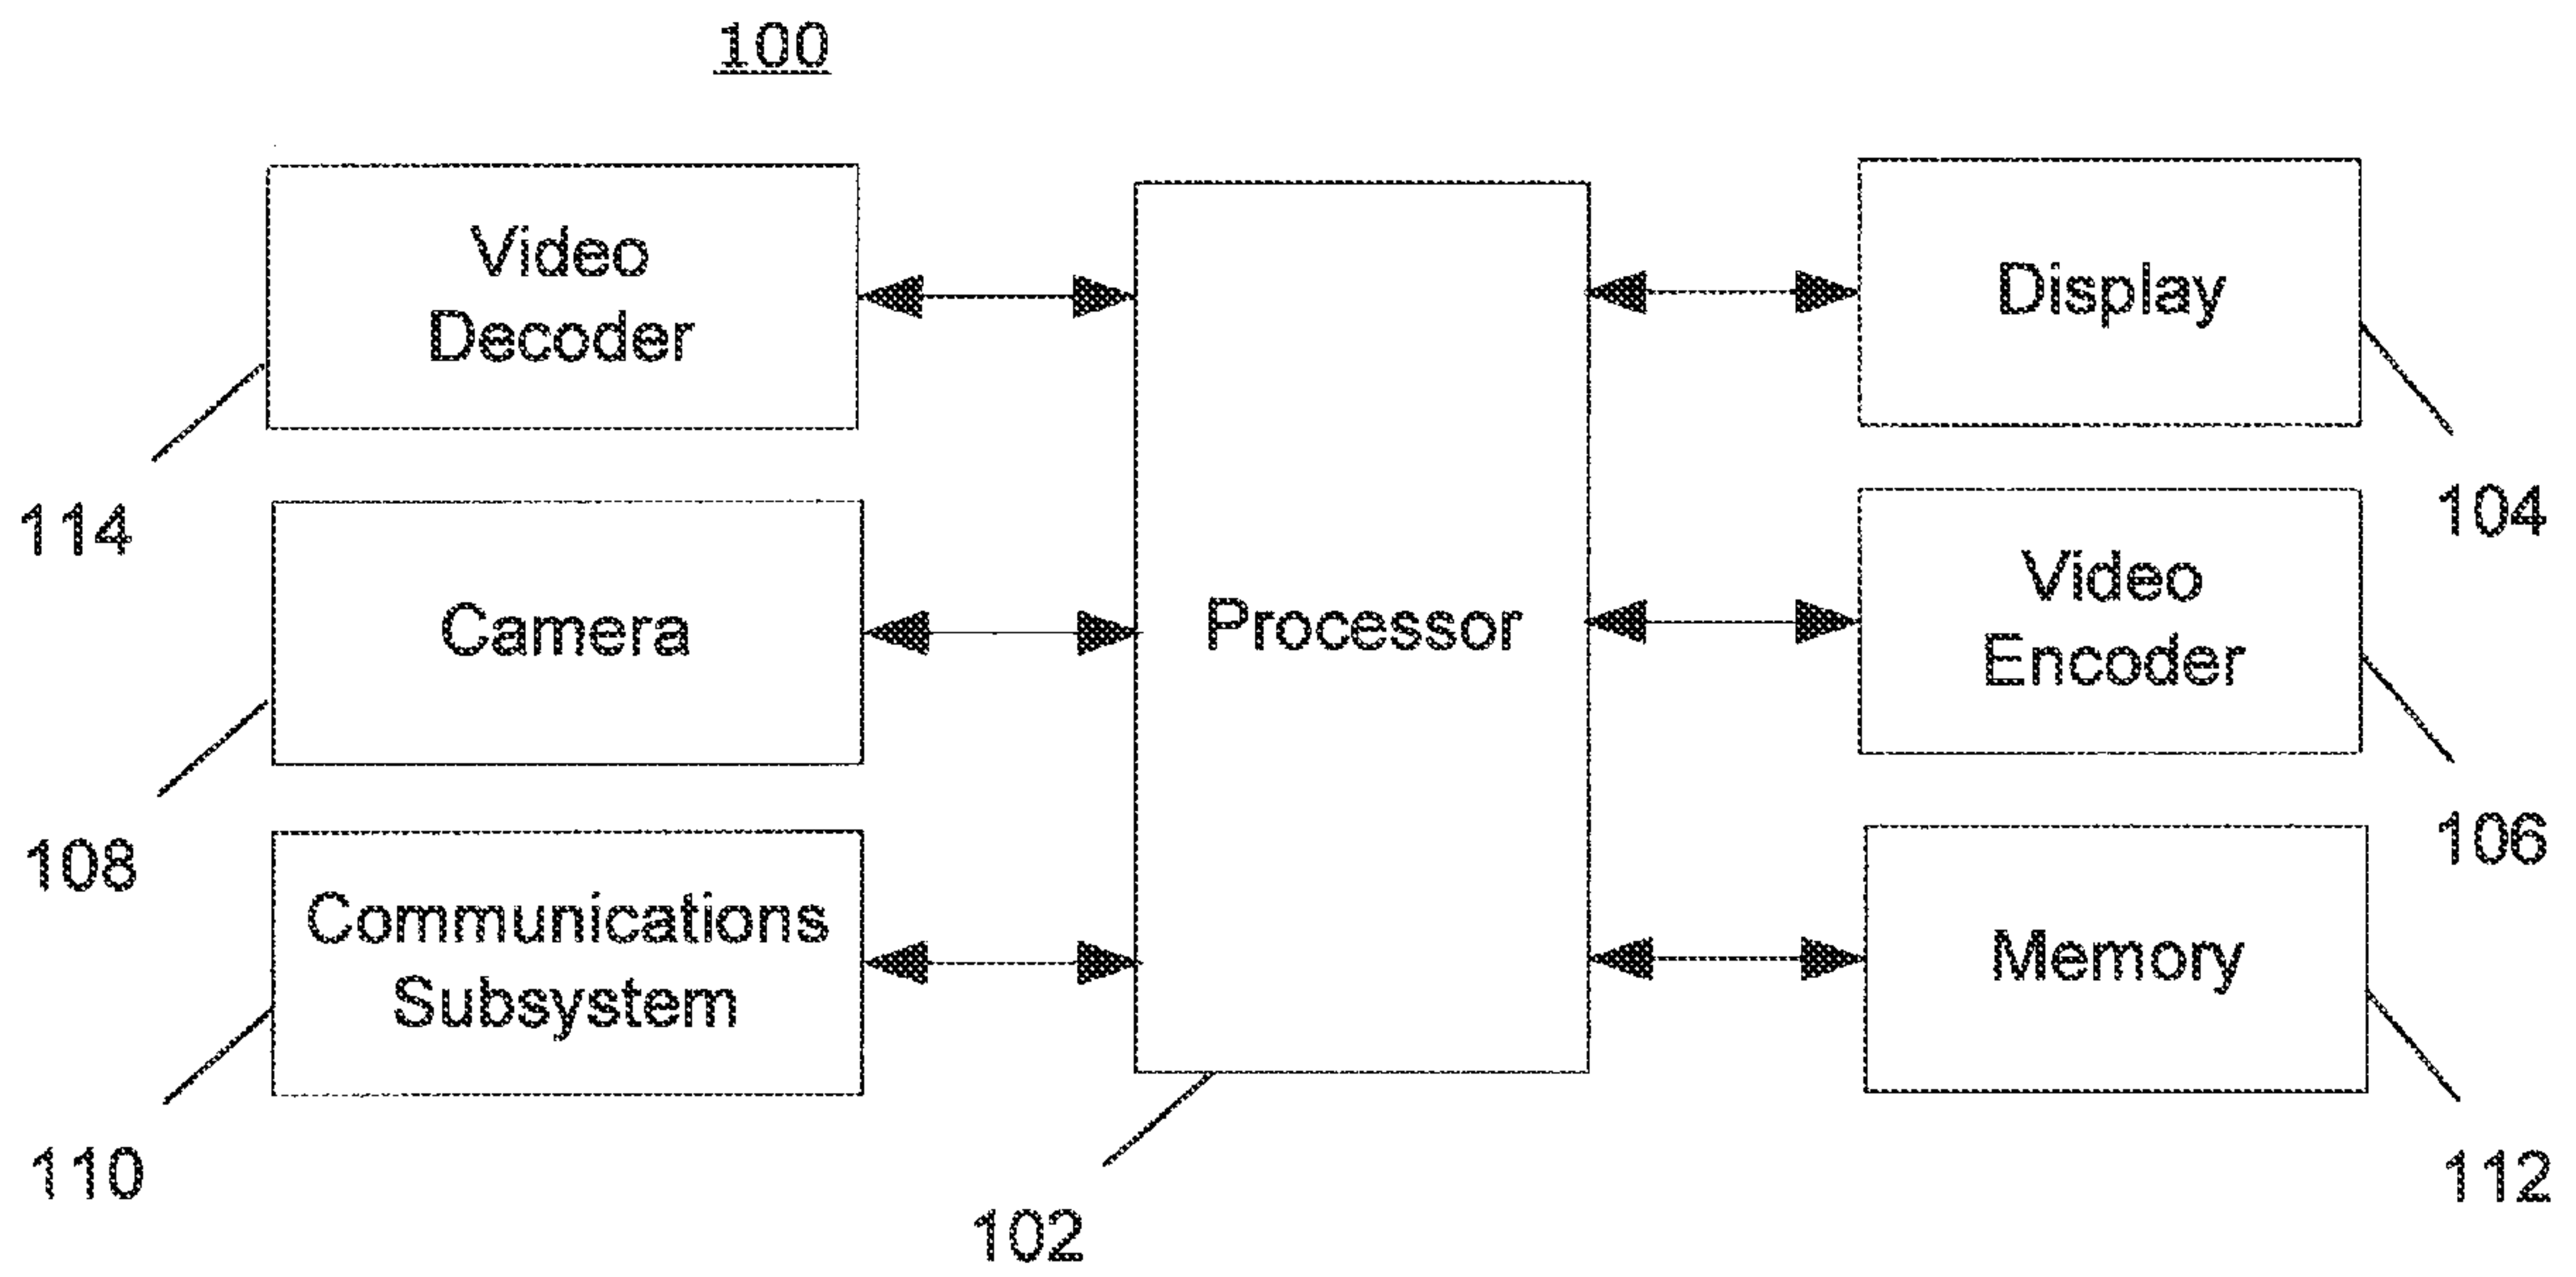 100
Video
Decoder
114
Camera
108
Communications
Subsystem
110
Processor
102
Display
104
Video
Encoder
106
Memory
112